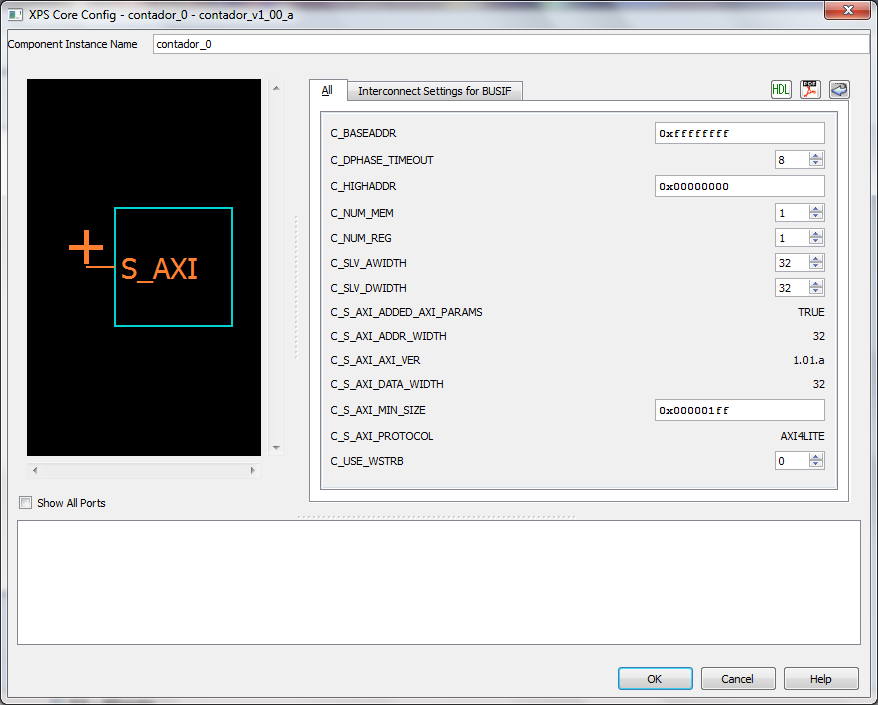 XPS Core Config - contador_0 - contador_v1_00_a
Component Instance Name contador_0
All Interconnect Settings for BUSIF HDL PDF
S_AXI
C_BASEADDR 0xffffffff
C_DPHASE_TIMEOUT 8
C_HIGHADDR 0x00000000
C_NUM_MEM 1
C_NUM_REG 1
C_SLV_AWIDTH 32
C_SLV_DWIDTH 32
C_S_AXI_ADDED_AXI_PARAMS TRUE
C_S_AXI_ADDR_WIDTH 32
C_S_AXI_AXI_VER 1.01.a
C_S_AXI_DATA_WIDTH 32
C_S_AXI_MIN_SIZE 0x000001ff
C_S_AXI_PROTOCOL AXI4LITE
C_USE_WSTRB 0
Show All Ports
OK Cancel Help